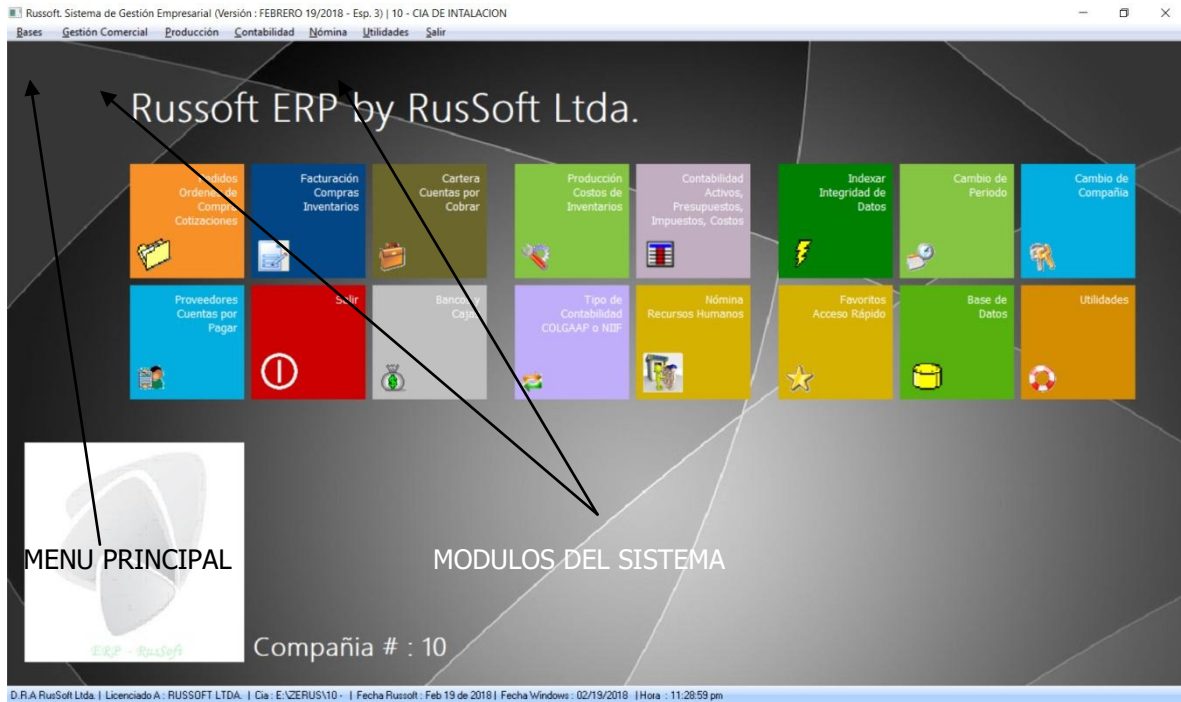 Russoft. Sistema de Gestión Empresarial (Versión : FEBRERO 19/2018 - Esp. 3) | 10 - CIA DE INTALACION
Bases Gestión Comercial Producción Contabilidad Nómina Utilidades Salir
Russoft ERP by RusSoft Ltda.
Pedidos
Ordenes de
Compra
Cotizaciones
Facturación
Compras
Inventarios
Cartera
Cuentas por
Cobrar
Producción
Costos de
Inventarios
Contabilidad
Activos,
Presupuestos,
Impuestos, Costos
Indexar
Integridad de
Datos
Cambio de
Periodo
Cambio de
Compañia
Proveedores
Cuentas por
Pagar
Salir
Bancos y
Cajas
Tipo de
Contabilidad
COLGAAP o NIIF
Nómina
Recursos Humanos
Favoritos
Acceso Rápido
Base de
Datos
Utilidades
MENU PRINCIPAL
MODULOS DEL SISTEMA
ERP - RusSoft
Compañia # : 10
D.R.A RusSoft Ltda. | Licenciado A : RUSSOFT LTDA. | Cia : E:\ZERUS\10 - | Fecha Russoft : Feb 19 de 2018 | Fecha Windows : 02/19/2018 | Hora : 11:28:59 pm